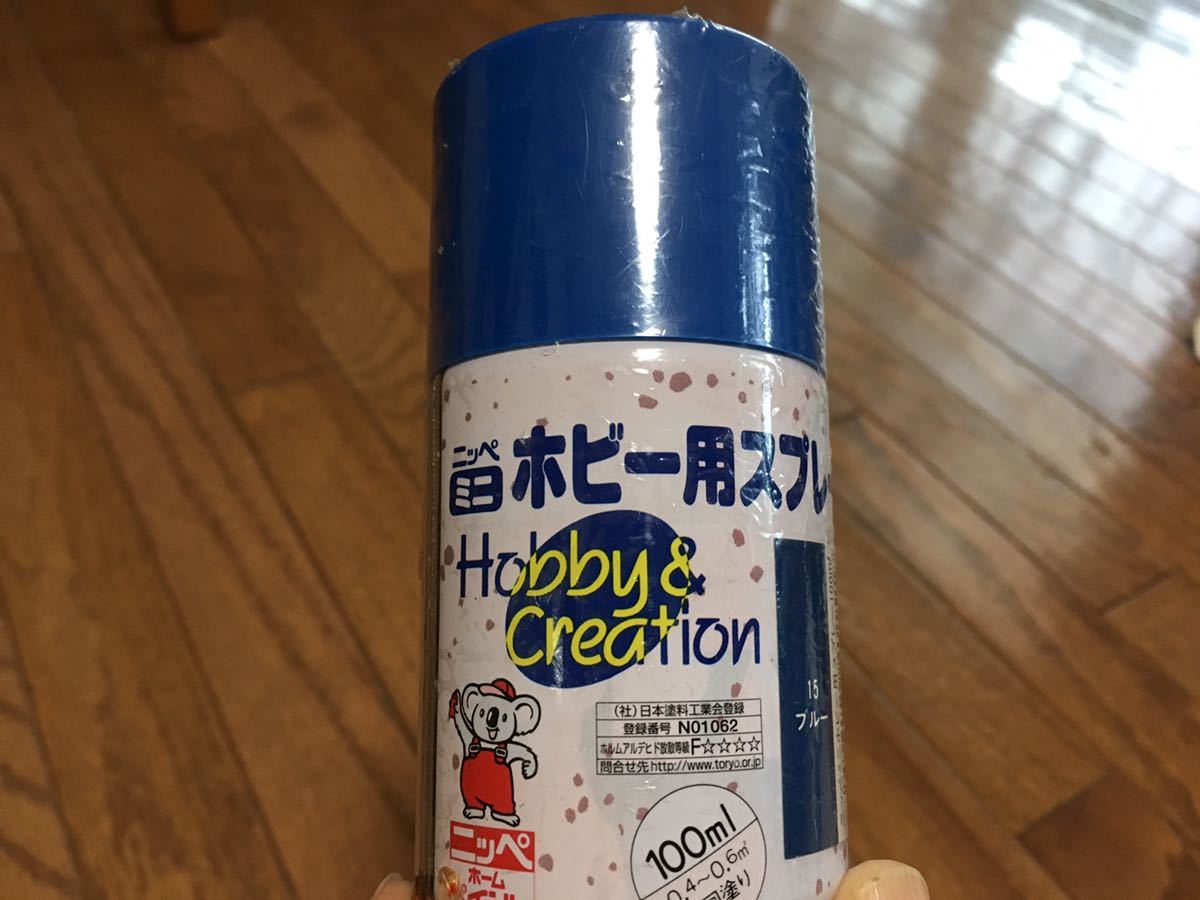 ニッペ
ミニ ホビー用スプレ
Hobby &
Creation
15
ブルー
(社)日本塗料工業会登録
登録番号 N01062
ホルムアルデヒド放散等級 F☆☆☆☆
問合せ先 http://www.toryo.or.jp
100ml
0.4~0.6㎡
回塗り
ニッペ
ホーム